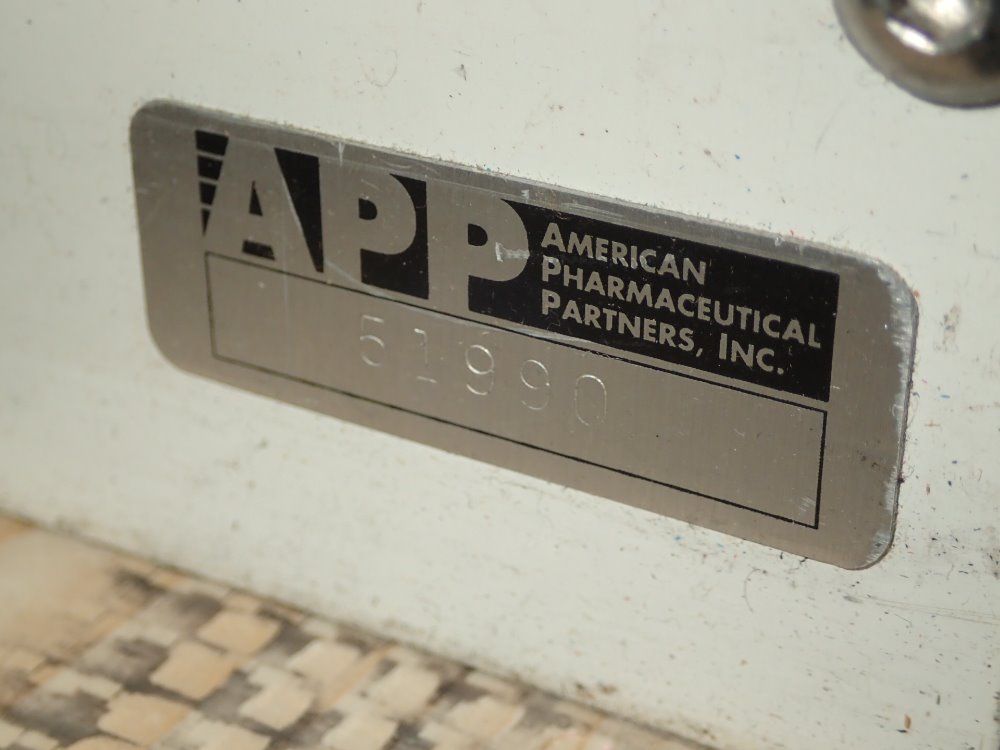 APP
AMERICAN
PHARMACEUTICAL
PARTNERS, INC.
51990